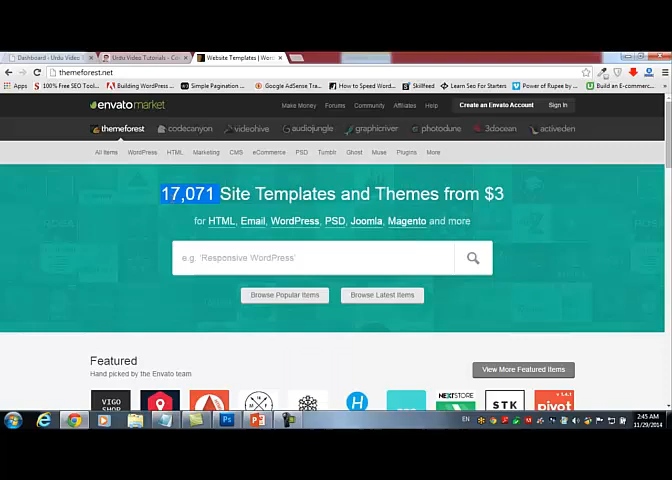 Dashboard - Urdu Video
Urdu Video Tutorials - Co
Website Templates | Wor
themeforest.net
Apps
100% Free SEO Tool
Building WordPress
Simple Pagination
Google AdSense Tra
How to Speed Word
Skillfeed
Learn Seo For Starters
Power of Rupee by
Build an E-commerc
envatomarket
Make Money
Forums
Community
Affiliates
Help
Create an Envato Account
Sign In
themeforest
codecanyon
videohive
audiojungle
graphicriver
photodune
3docean
activeden
All Items
WordPress
HTML
Marketing
CMS
eCommerce
PSD
Tumblr
Ghost
Muse
Plugins
More
17,071 Site Templates and Themes from $3
for HTML, Email, WordPress, PSD, Joomla, Magento and more
e.g. 'Responsive WordPress'
Browse Popular Items
Browse Latest Items
Featured
Hand picked by the Envato team
View More Featured Items
VIGO
SHOP
H
NEXTSTORE
STK
v. 1.4.1
pivot
EN
2:45 AM
11/29/2014